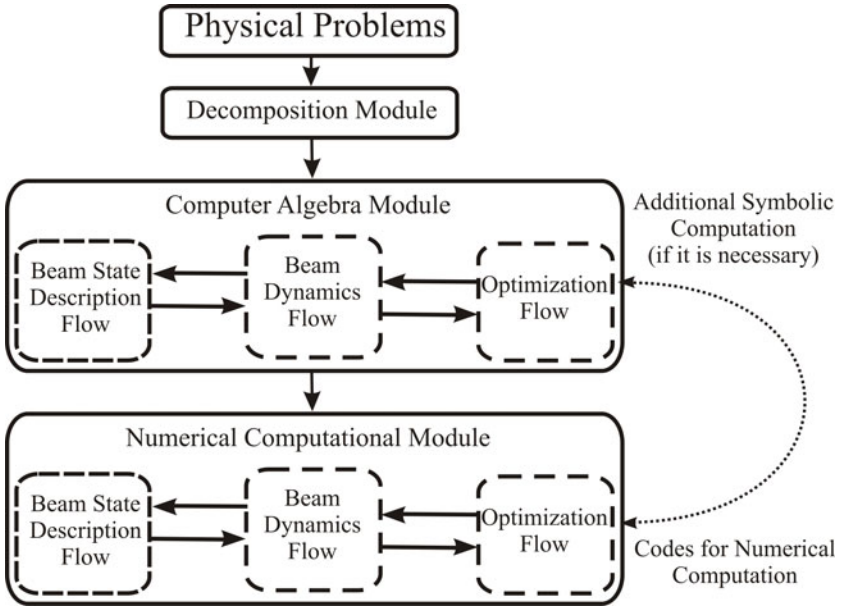 Physical Problems
Decomposition Module
Computer Algebra Module
Beam State
Description
Flow
Beam
Dynamics
Flow
Optimization
Flow
Additional Symbolic
Computation
(if it is necessary)
Numerical Computational Module
Beam State
Description
Flow
Beam
Dynamics
Flow
Optimization
Flow
Codes for Numerical
Computation